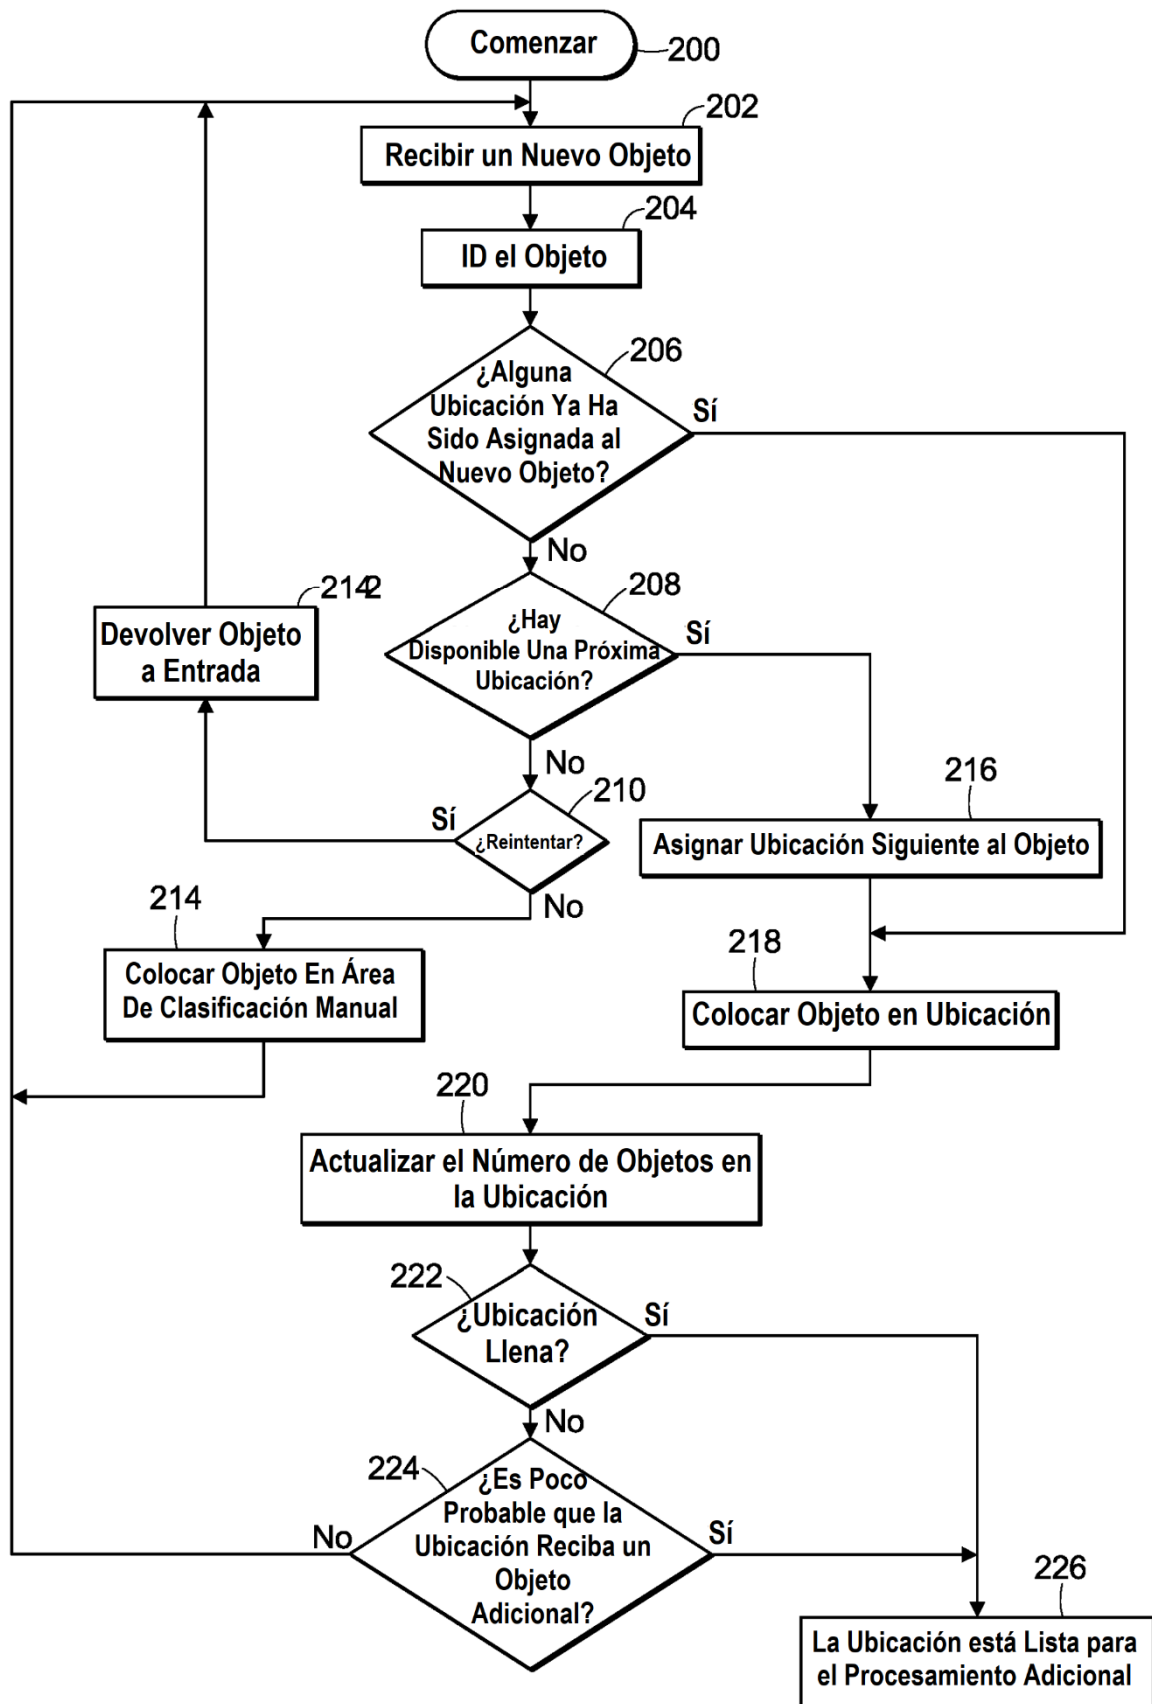 Comenzar
200
202
Recibir un Nuevo Objeto
204
ID el Objeto
206
¿Alguna
Ubicación Ya Ha
Sido Asignada al
Nuevo Objeto?
Sí
No
208
¿Hay
Disponible Una Próxima
Ubicación?
Sí
2142
Devolver Objeto
a Entrada
No
210
¿Reintentar?
Sí
No
216
Asignar Ubicación Siguiente al Objeto
214
Colocar Objeto En Área
De Clasificación Manual
218
Colocar Objeto en Ubicación
220
Actualizar el Número de Objetos en
la Ubicación
222
¿Ubicación
Llena?
Sí
No
224
¿Es Poco
Probable que la
Ubicación Reciba un
Objeto
Adicional?
No
Sí
226
La Ubicación está Lista para
el Procesamiento Adicional